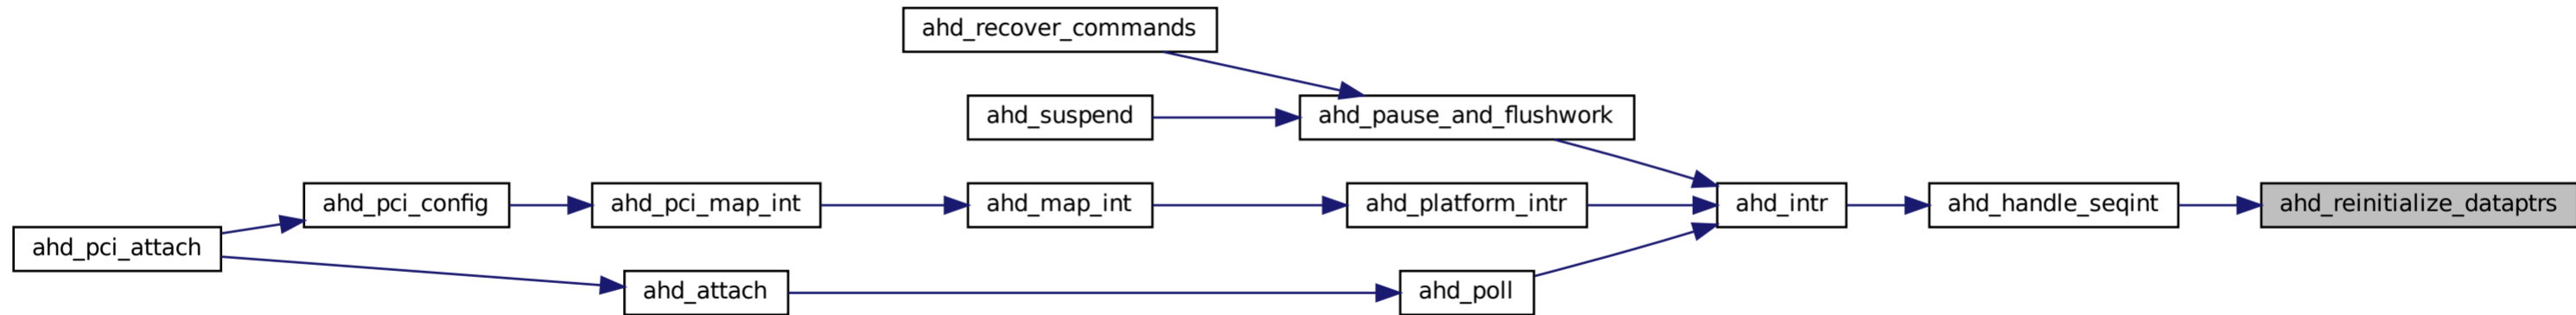 ahd_recover_commands
ahd_suspend
ahd_pause_and_flushwork
ahd_pci_config
ahd_pci_map_int
ahd_map_int
ahd_platform_intr
ahd_intr
ahd_handle_seqint
ahd_reinitialize_dataptrs
ahd_pci_attach
ahd_attach
ahd_poll